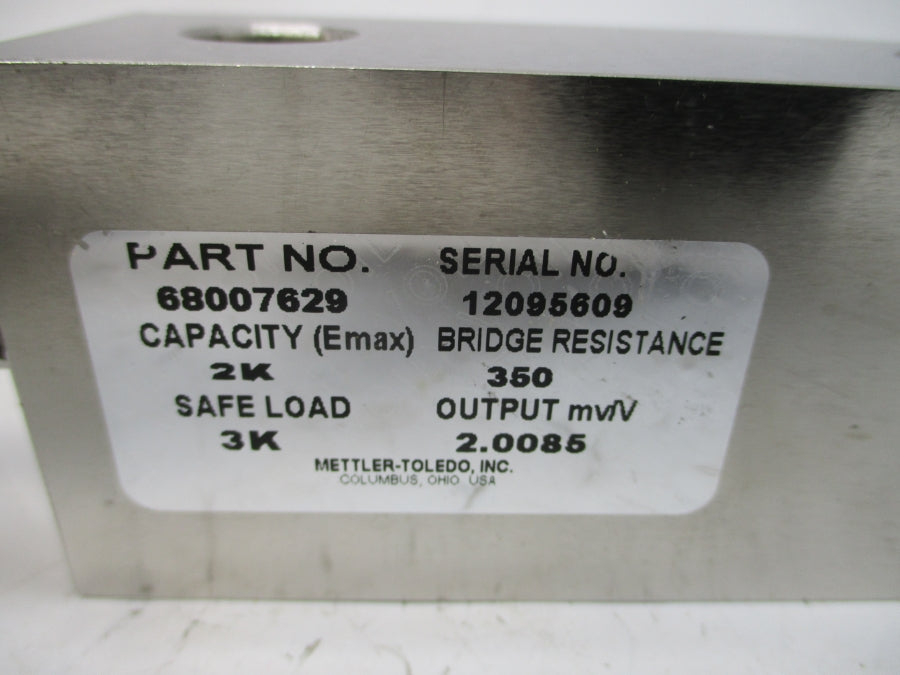 PART NO. SERIAL NO.
68007629 12095609
CAPACITY (Emax) BRIDGE RESISTANCE
2K 350
SAFE LOAD OUTPUT mv/V
3K 2.0085
METTLER-TOLEDO, INC.
COLUMBUS, OHIO USA